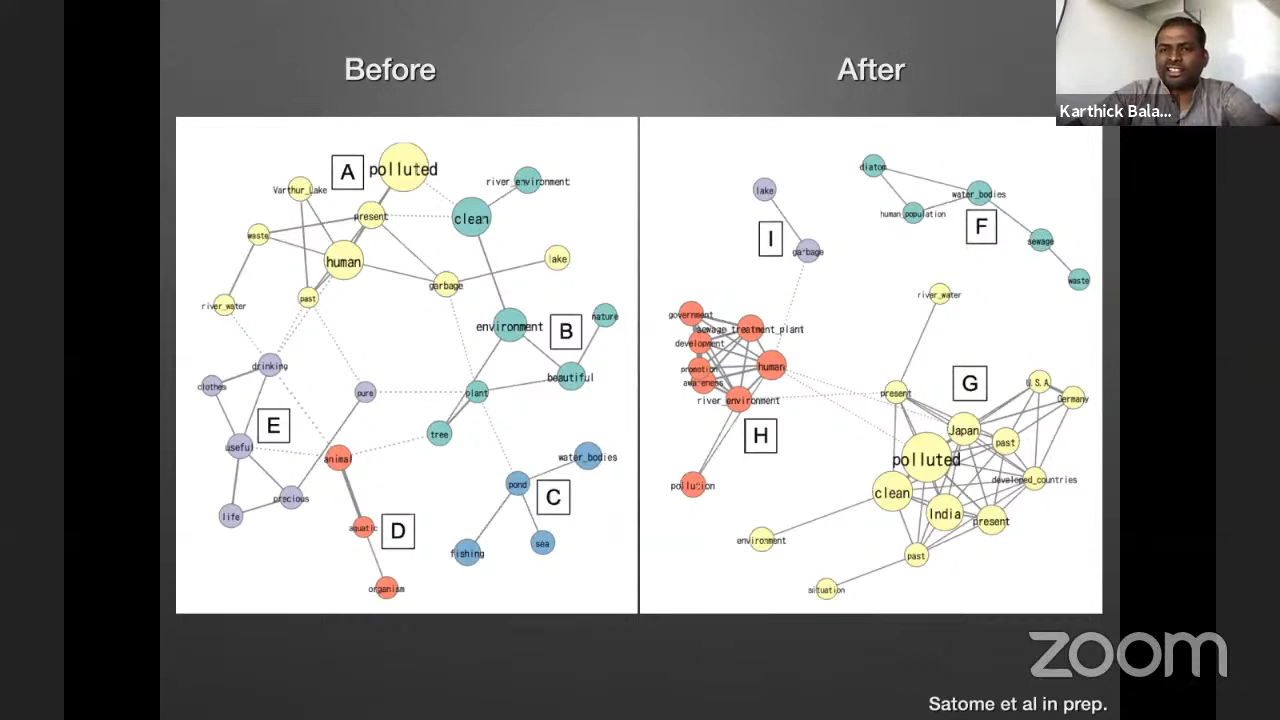 Before
After
Karthick Bala...
A
polluted
Varthur_Lake
river_environment
present
clean
waste
human
lake
garbage
past
river_water
environment
B
nature
drinking
beautiful
clothes
pure
plant
E
tree
useful
animal
water_bodies
pond
C
precious
life
aquatic
D
sea
fishing
organism
diatom
lake
water_bodies
human_population
F
I
sewage
garbage
waste
river_water
government
sewage_treatment_plant
development
human
promotion
awareness
river_environment
present
G
U.S.A.
Germany
H
Japan
past
polluted
developed_countries
pollution
clean
India
present
environment
past
situation
zoom
Satome et al in prep.